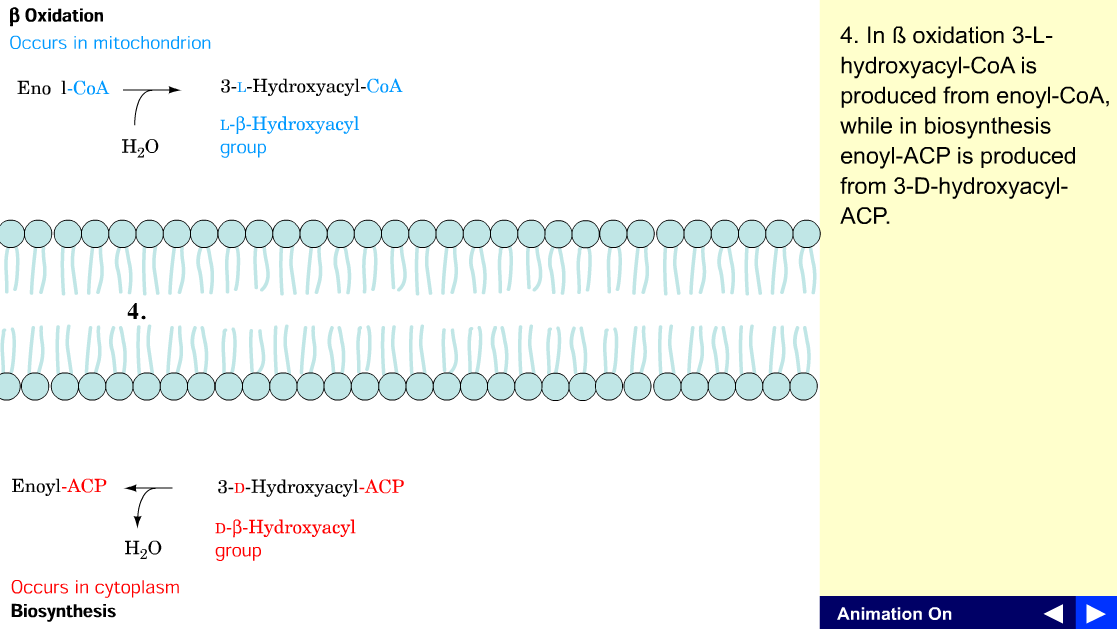 β Oxidation
Occurs in mitochondrion
Eno l-CoA
3-L-Hydroxyacyl-CoA
H2O
L-β-Hydroxyacyl
group
4.
Enoyl-ACP
3-D-Hydroxyacyl-ACP
H2O
D-β-Hydroxyacyl
group
Occurs in cytoplasm
Biosynthesis
4. In ß oxidation 3-L-
hydroxyacyl-CoA is
produced from enoyl-CoA,
while in biosynthesis
enoyl-ACP is produced
from 3-D-hydroxyacyl-
ACP.
Animation On